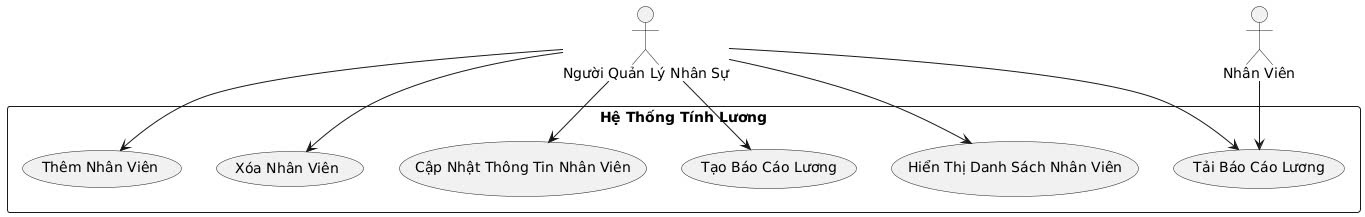 Người Quản Lý Nhân Sự
Nhân Viên
Hệ Thống Tính Lương
Thêm Nhân Viên
Xóa Nhân Viên
Cập Nhật Thông Tin Nhân Viên
Tạo Báo Cáo Lương
Hiển Thị Danh Sách Nhân Viên
Tải Báo Cáo Lương